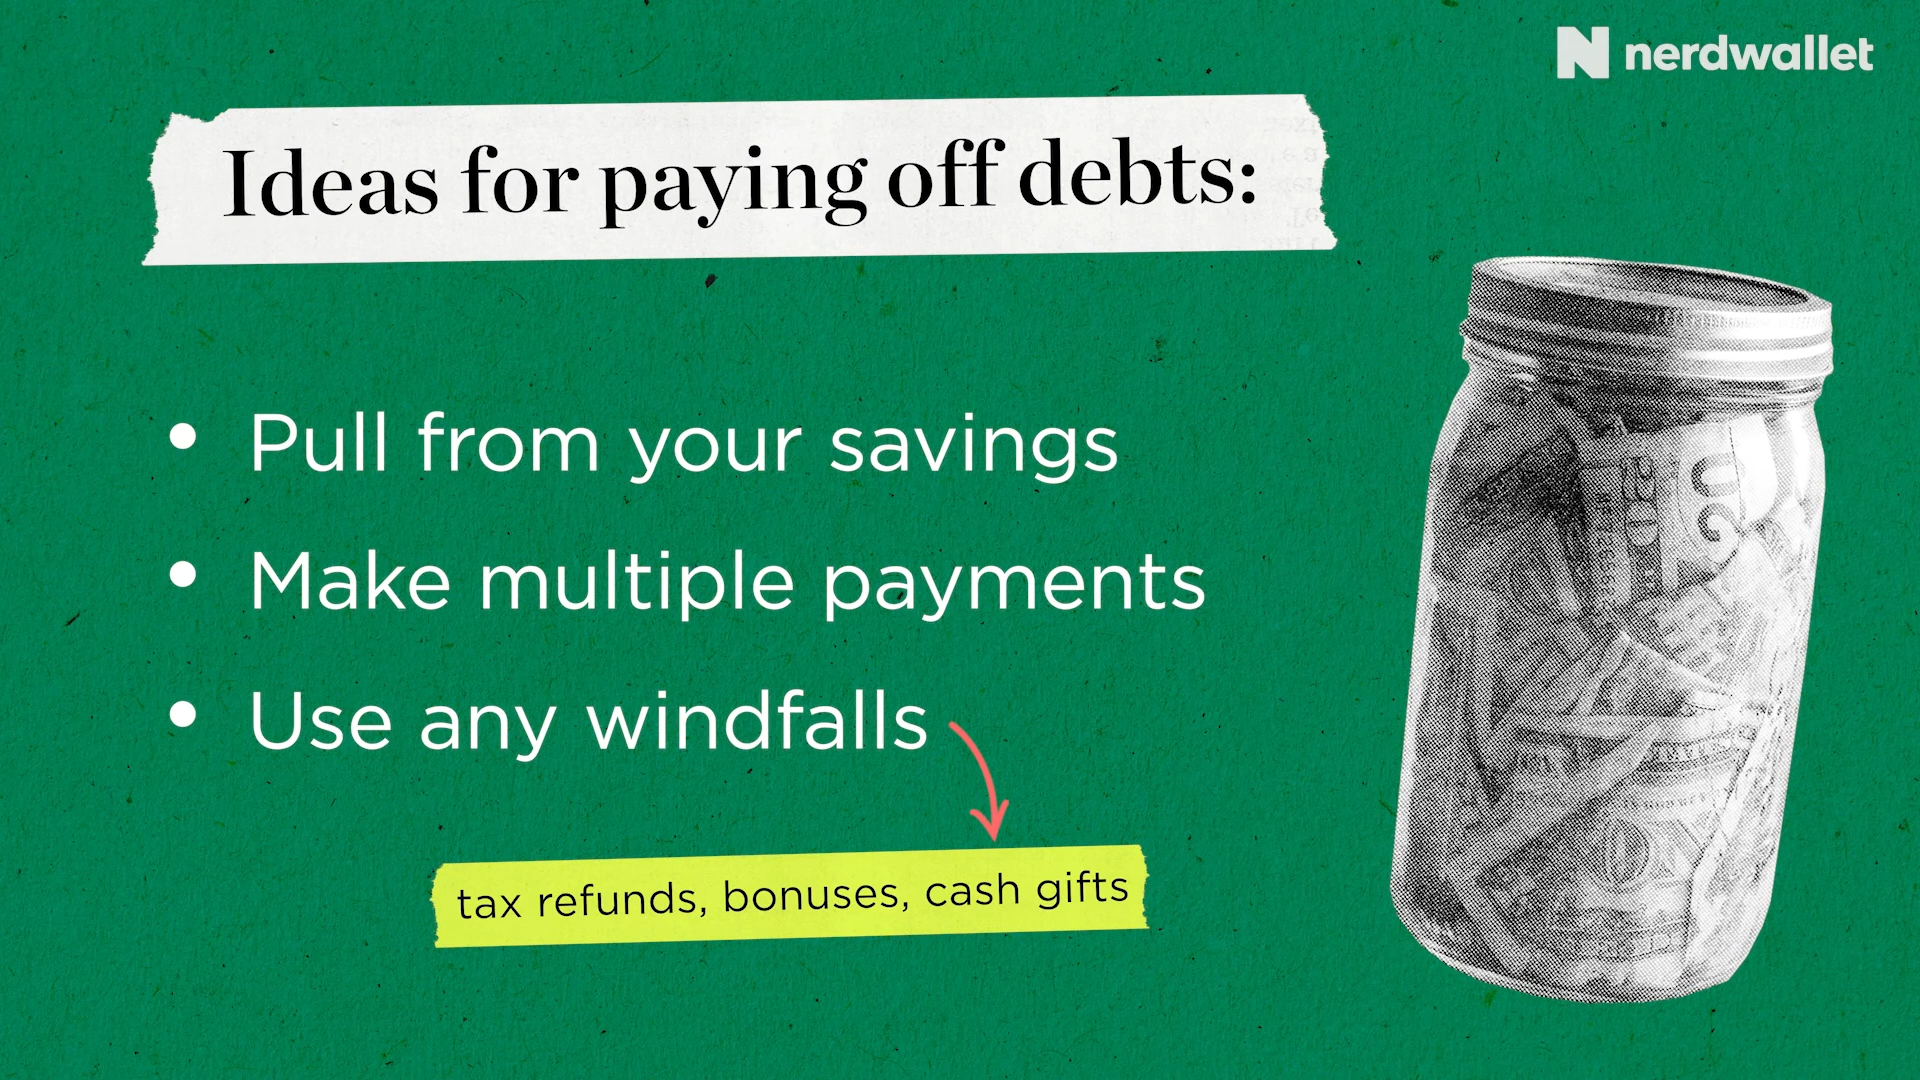 nerdwallet
Ideas for paying off debts:
• Pull from your savings
• Make multiple payments
• Use any windfalls
tax refunds, bonuses, cash gifts
20